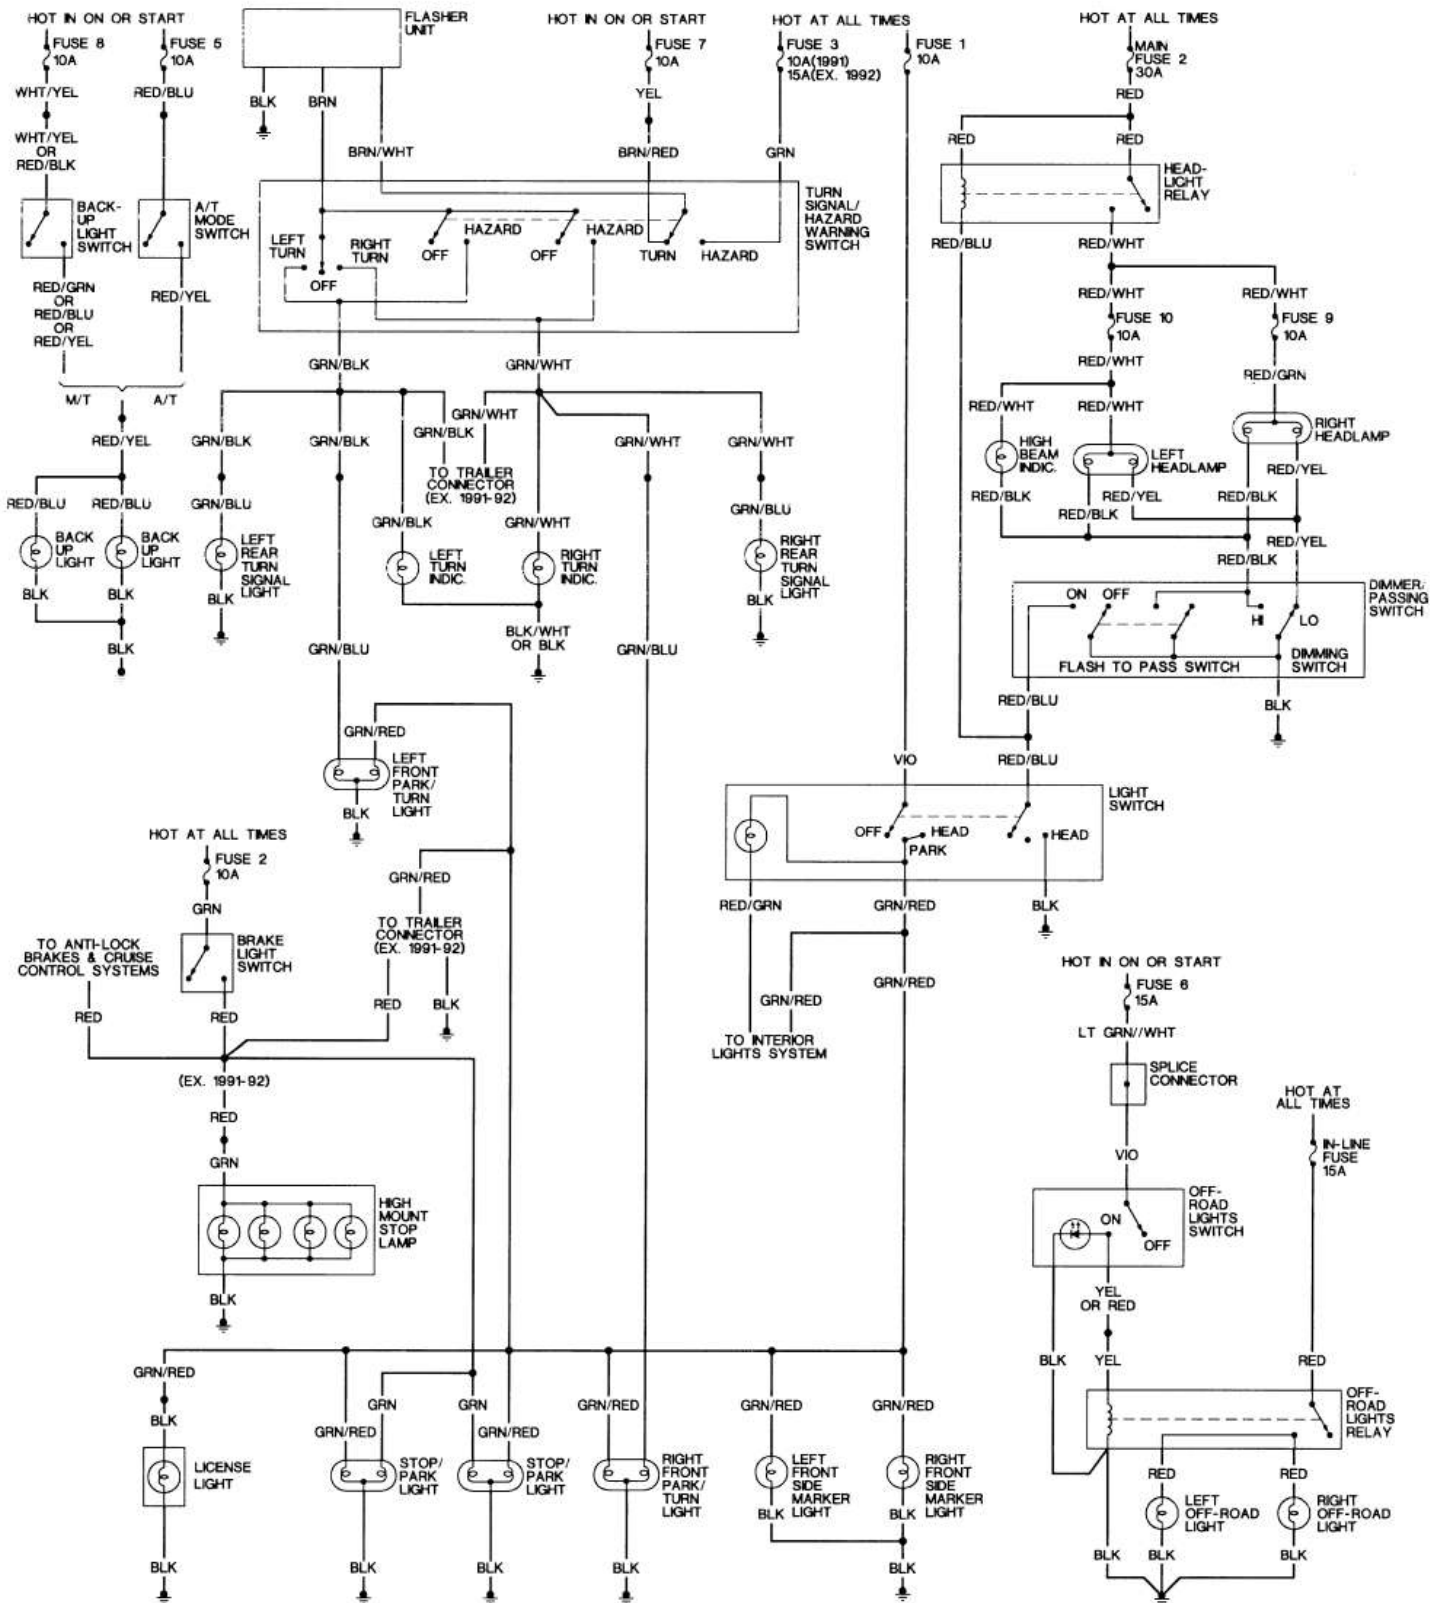 HOT IN ON OR START
FUSE 8
10A
FUSE 5
10A
WHT/YEL
RED/BLU
WHT/YEL
OR
RED/BLK
BACK-
UP
LIGHT
SWITCH
A/T
MODE
SWITCH
RED/GRN
OR
RED/BLU
OR
RED/YEL
RED/YEL
M/T
A/T
RED/YEL
RED/BLU
RED/BLU
BACK
UP
LIGHT
BACK
UP
LIGHT
BLK
BLK
BLK
FLASHER
UNIT
BLK
BRN
BRN/WHT
HOT IN ON OR START
FUSE 7
10A
YEL
BRN/RED
HOT AT ALL TIMES
FUSE 3
10A(1991)
15A(EX. 1992)
GRN
FUSE 1
10A
TURN
SIGNAL/
HAZARD
WARNING
SWITCH
LEFT
TURN
RIGHT
TURN
OFF
OFF
HAZARD
OFF
HAZARD
TURN
HAZARD
GRN/BLK
GRN/WHT
GRN/BLK
GRN/BLK
GRN/BLK
GRN/WHT
GRN/WHT
GRN/WHT
TO TRAILER
CONNECTOR
(EX. 1991-92)
GRN/BLU
GRN/BLK
GRN/WHT
GRN/BLU
LEFT
REAR
TURN
SIGNAL
LIGHT
LEFT
TURN
INDIC.
RIGHT
TURN
INDIC.
RIGHT
REAR
TURN
SIGNAL
LIGHT
BLK
BLK
BLK/WHT
OR BLK
GRN/BLU
GRN/BLU
GRN/RED
LEFT
FRONT
PARK/
TURN
LIGHT
BLK
HOT AT ALL TIMES
MAIN
FUSE 2
30A
RED
RED
RED
HEAD-
LIGHT
RELAY
RED/BLU
RED/WHT
RED/WHT
RED/WHT
FUSE 10
10A
FUSE 9
10A
RED/WHT
RED/GRN
RED/WHT
RED/WHT
RIGHT
HEADLAMP
HIGH
BEAM
INDIC.
LEFT
HEADLAMP
RED/YEL
RED/BLK
RED/YEL
RED/BLK
RED/BLK
RED/YEL
RED/BLK
DIMMER/
PASSING
SWITCH
ON
OFF
HI
LO
FLASH TO PASS SWITCH
DIMMING
SWITCH
RED/BLU
BLK
VIO
RED/BLU
LIGHT
SWITCH
OFF
HEAD
PARK
HEAD
RED/GRN
GRN/RED
BLK
GRN/RED
GRN/RED
TO INTERIOR
LIGHTS SYSTEM
HOT AT ALL TIMES
FUSE 2
10A
GRN
BRAKE
LIGHT
SWITCH
TO ANTI-LOCK
BRAKES & CRUISE
CONTROL SYSTEMS
GRN/RED
TO TRAILER
CONNECTOR
(EX. 1991-92)
RED
RED
RED
BLK
(EX. 1991-92)
RED
GRN
HIGH
MOUNT
STOP
LAMP
BLK
HOT IN ON OR START
FUSE 6
15A
LT GRN//WHT
SPLICE
CONNECTOR
HOT AT
ALL TIMES
VIO
IN-LINE
FUSE
15A
OFF-
ROAD
LIGHTS
SWITCH
ON
OFF
YEL
OR RED
BLK
YEL
RED
OFF-
ROAD
LIGHTS
RELAY
RED
RED
LEFT
OFF-ROAD
LIGHT
RIGHT
OFF-ROAD
LIGHT
BLK
BLK
BLK
GRN/RED
BLK
GRN
GRN
GRN/RED
GRN/RED
GRN/RED
GRN/RED
GRN/RED
LICENSE
LIGHT
STOP/
PARK
LIGHT
STOP/
PARK
LIGHT
RIGHT
FRONT
PARK/
TURN
LIGHT
LEFT
FRONT
SIDE
MARKER
LIGHT
RIGHT
FRONT
SIDE
MARKER
LIGHT
BLK
BLK
BLK
BLK
BLK
BLK
BLK